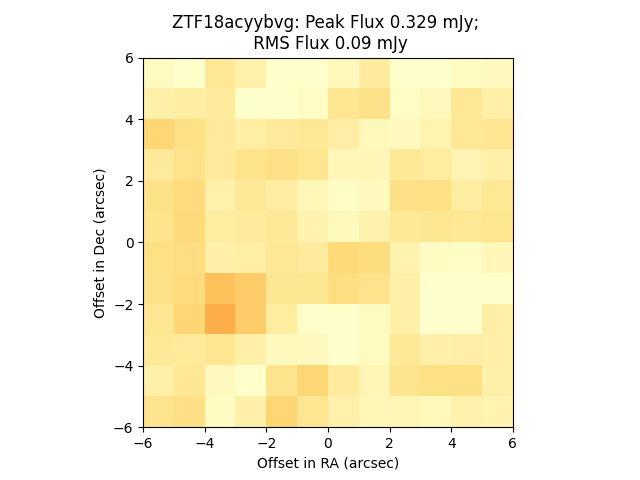 ZTF18acyybvg: Peak Flux 0.329 mJy;
RMS Flux 0.09 mJy
6
4
2
0
−2
−4
−6
Offset in Dec (arcsec)
−6 −4 −2 0 2 4 6
Offset in RA (arcsec)